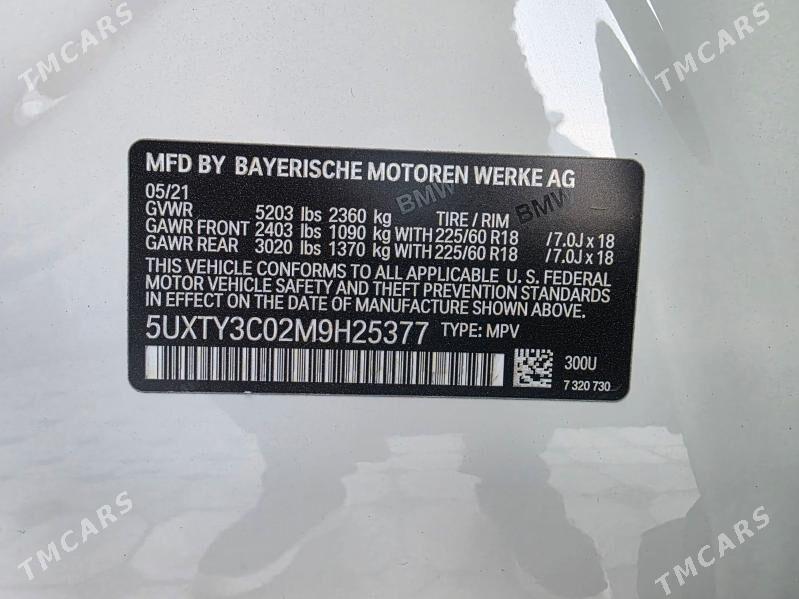 TMCARS
TMCARS
MFD BY BAYERISCHE MOTOREN WERKE AG
05/21
GVWR 5203 lbs 2360 kg TIRE / RIM
GAWR FRONT 2403 lbs 1090 kg WITH 225/60 R18 / 7.0J x 18
GAWR REAR 3020 lbs 1370 kg WITH 225/60 R18 / 7.0J x 18
BMW BMW
THIS VEHICLE CONFORMS TO ALL APPLICABLE U. S. FEDERAL
MOTOR VEHICLE SAFETY AND THEFT PREVENTION STANDARDS
IN EFFECT ON THE DATE OF MANUFACTURE SHOWN ABOVE.
5UXTY3C02M9H25377 TYPE: MPV
300U
7 320 730
TMCARS
TMCARS